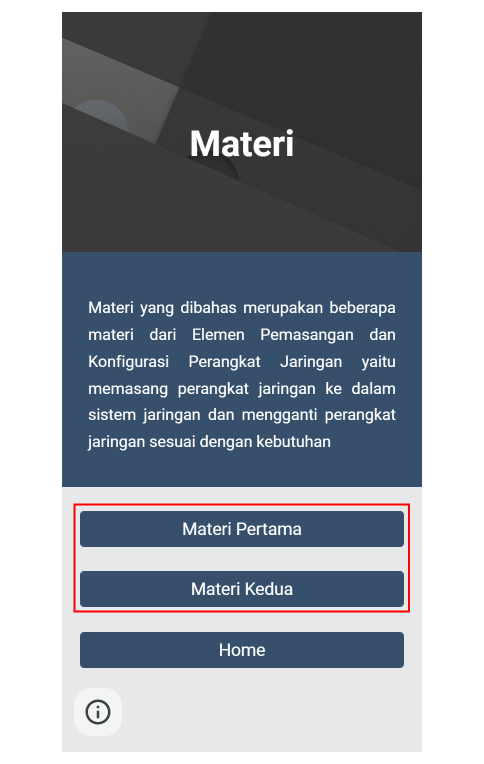 Materi
Materi yang dibahas merupakan beberapa
materi dari Elemen Pemasangan dan
Konfigurasi Perangkat Jaringan yaitu
memasang perangkat jaringan ke dalam
sistem jaringan dan mengganti perangkat
jaringan sesuai dengan kebutuhan
Materi Pertama
Materi Kedua
Home